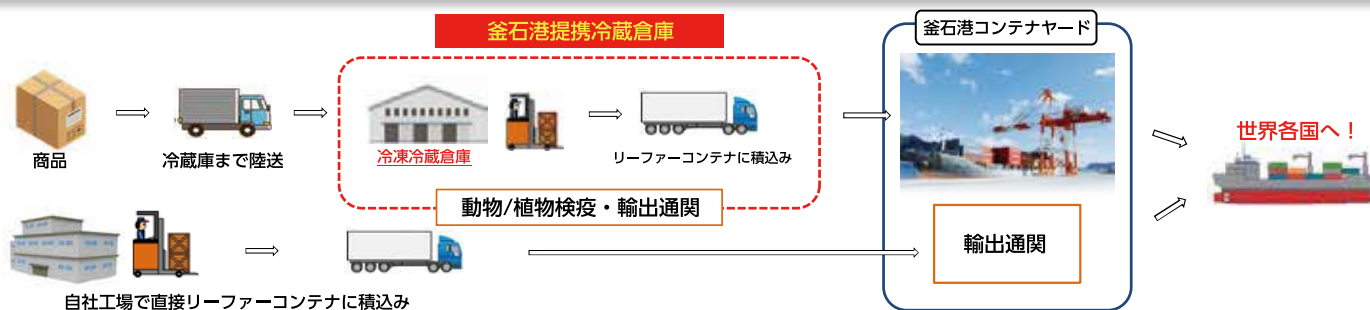 釜石港提携冷蔵倉庫
釜石港コンテナヤード
商品
冷蔵庫まで陸送
冷凍冷蔵倉庫
リーファーコンテナに積込み
世界各国へ！
動物/植物検疫・輸出通関
輸出通関
自社工場で直接リーファーコンテナに積込み